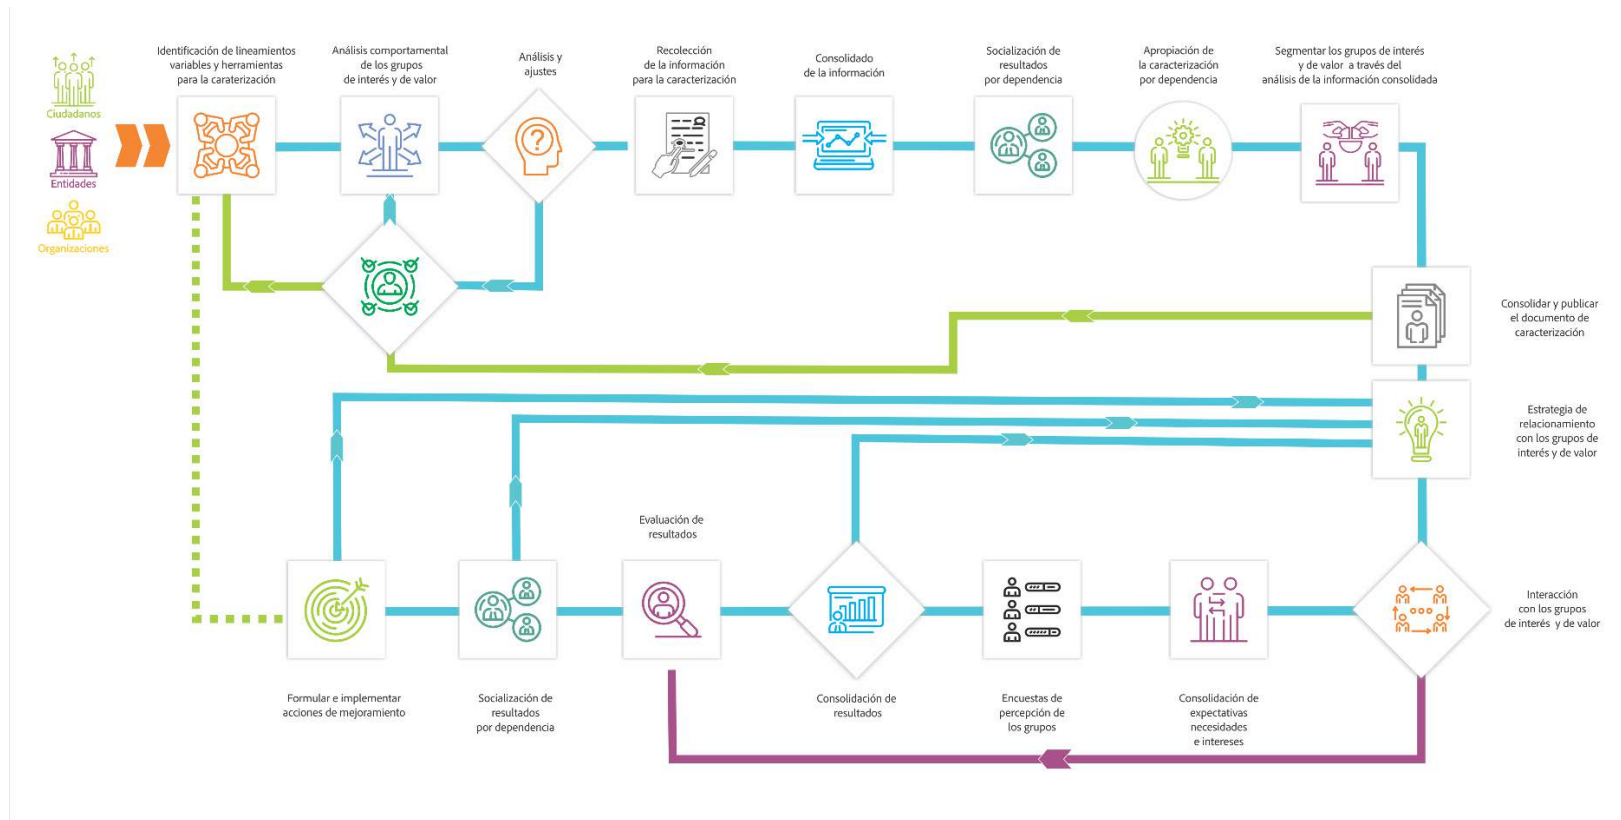 Identificación de lineamientos
variables y herramientas
para la caraterización
Análisis comportamental
de los grupos
de interés y de valor
Análisis y
ajustes
Recolección
de la información
para la caracterización
Consolidado
de la información
Socialización de
resultados
por dependencia
Apropiación de
la caracterización
por dependencia
Segmentar los grupos de interés
y de valor a través del
análisis de la información consolidada
Ciudadanos
Entidades
Organizaciones
Consolidar y publicar
el documento de
caracterización
Estrategia de
relacionamiento
con los grupos de
interés y de valor
Evaluación de
resultados
Interacción
con los grupos
de interés y de valor
Formular e implementar
acciones de mejoramiento
Socialización de
resultados
por dependencia
Consolidación de
resultados
Encuestas de
percepción de
los grupos
Consolidación de
expectativas
necesidades
e intereses